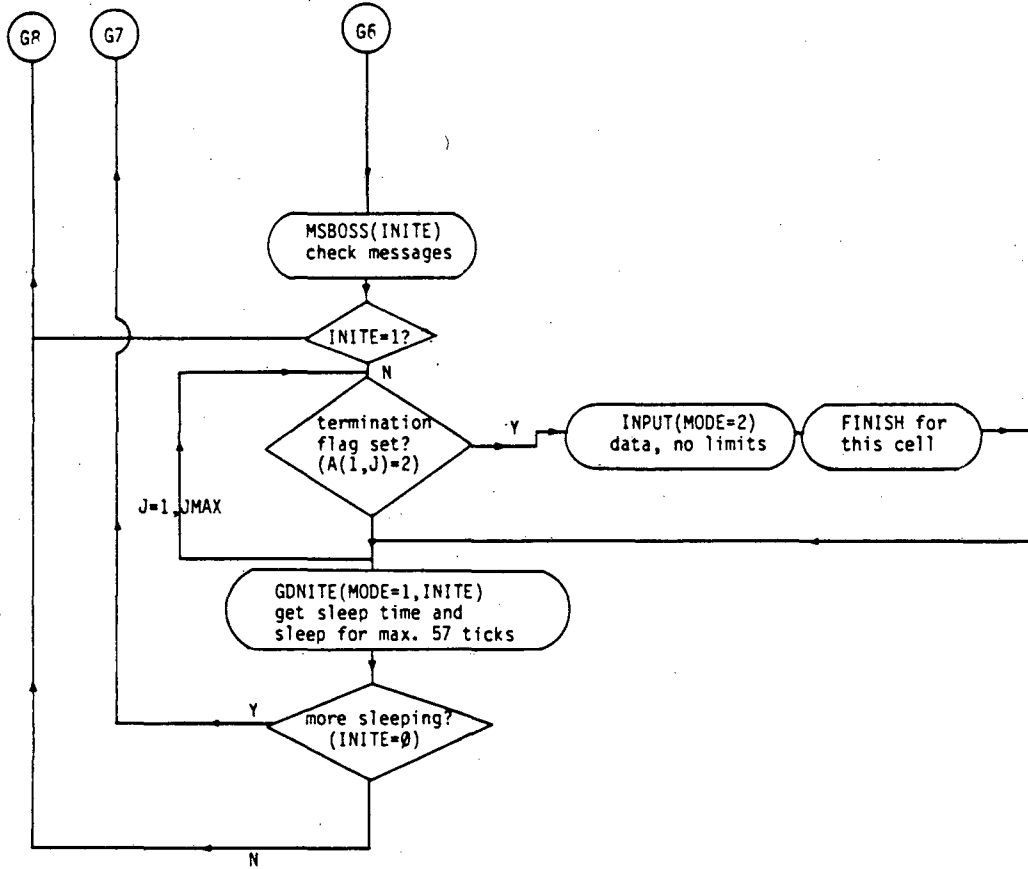 G8
G7
G6
MSBOSS(INITE)
check messages
INITE=1?
N
termination
flag set?
(A(1,J)=2)
Y
INPUT(MODE=2)
data, no limits
FINISH for
this cell
J=1,JMAX
GDNITE(MODE=1,INITE)
get sleep time and
sleep for max. 57 ticks
Y
more sleeping?
(INITE=0)
N